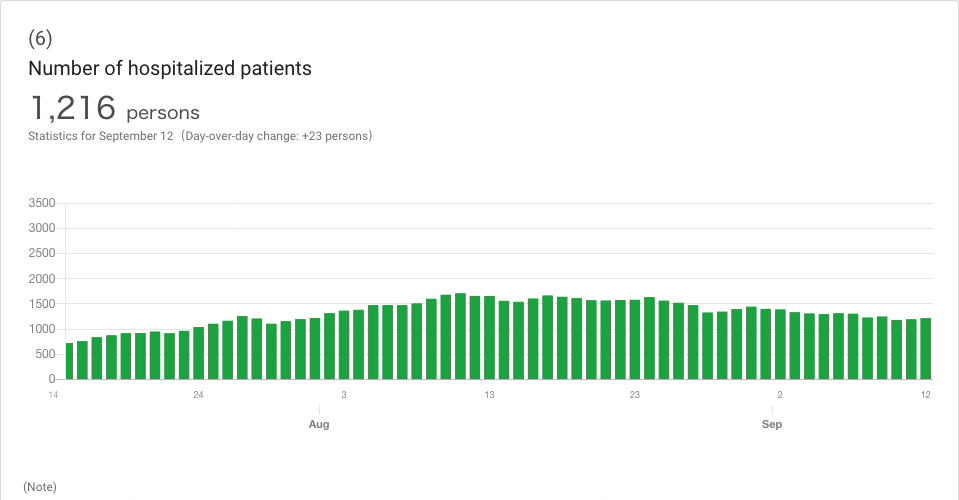 (6)
Number of hospitalized patients
1,216 persons
Statistics for September 12 (Day-over-day change: +23 persons)
3500
3000
2500
2000
1500
1000
500
0
14 24 3 13 23 2 12
Aug Sep
(Note)